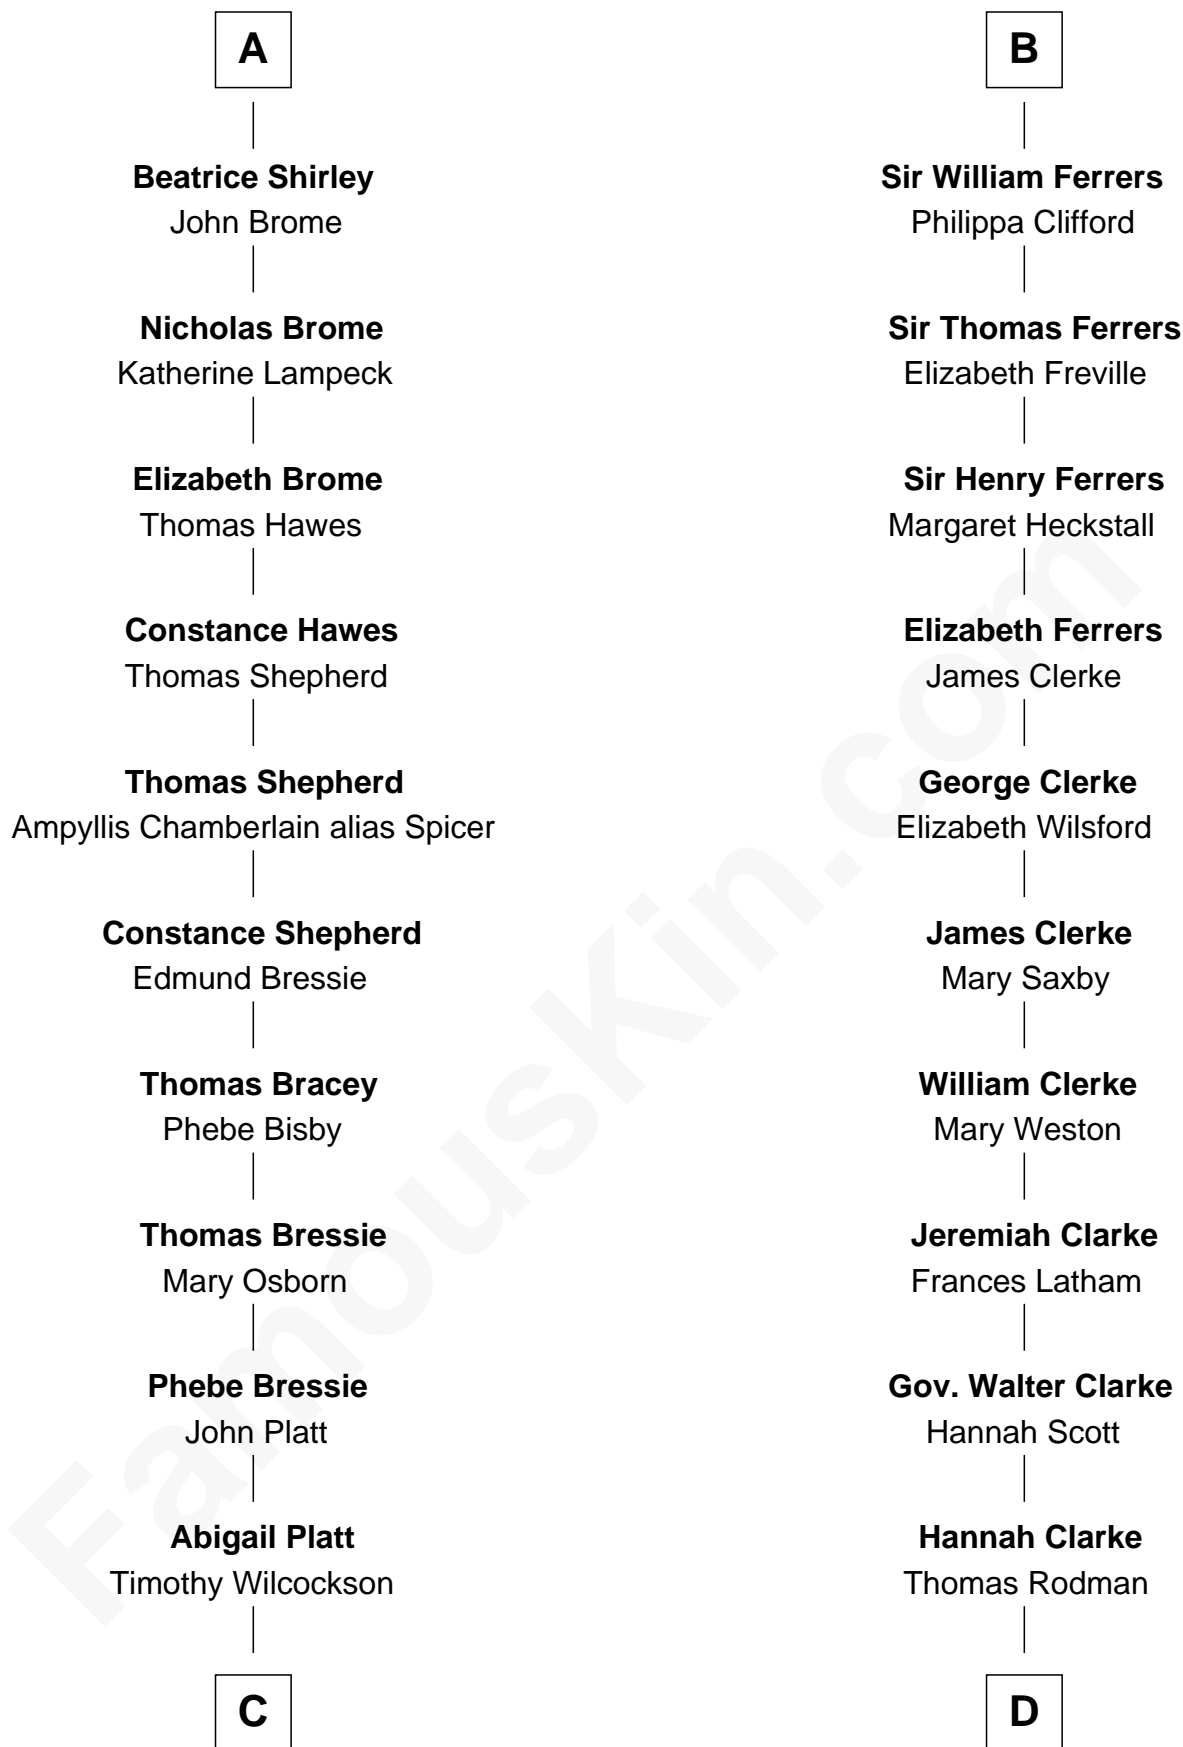 A
Beatrice Shirley
John Brome
Nicholas Brome
Katherine Lampeck
Elizabeth Brome
Thomas Hawes
Constance Hawes
Thomas Shepherd
Thomas Shepherd
Ampyllis Chamberlain alias Spicer
Constance Shepherd
Edmund Bressie
Thomas Bracey
Phebe Bisby
Thomas Bressie
Mary Osborn
Phebe Bressie
John Platt
Abigail Platt
Timothy Wilcockson
C
B
Sir William Ferrers
Philippa Clifford
Sir Thomas Ferrers
Elizabeth Freville
Sir Henry Ferrers
Margaret Heckstall
Elizabeth Ferrers
James Clerke
George Clerke
Elizabeth Wilsford
James Clerke
Mary Saxby
William Clerke
Mary Weston
Jeremiah Clarke
Frances Latham
Gov. Walter Clarke
Hannah Scott
Hannah Clarke
Thomas Rodman
D
FamousKin.com